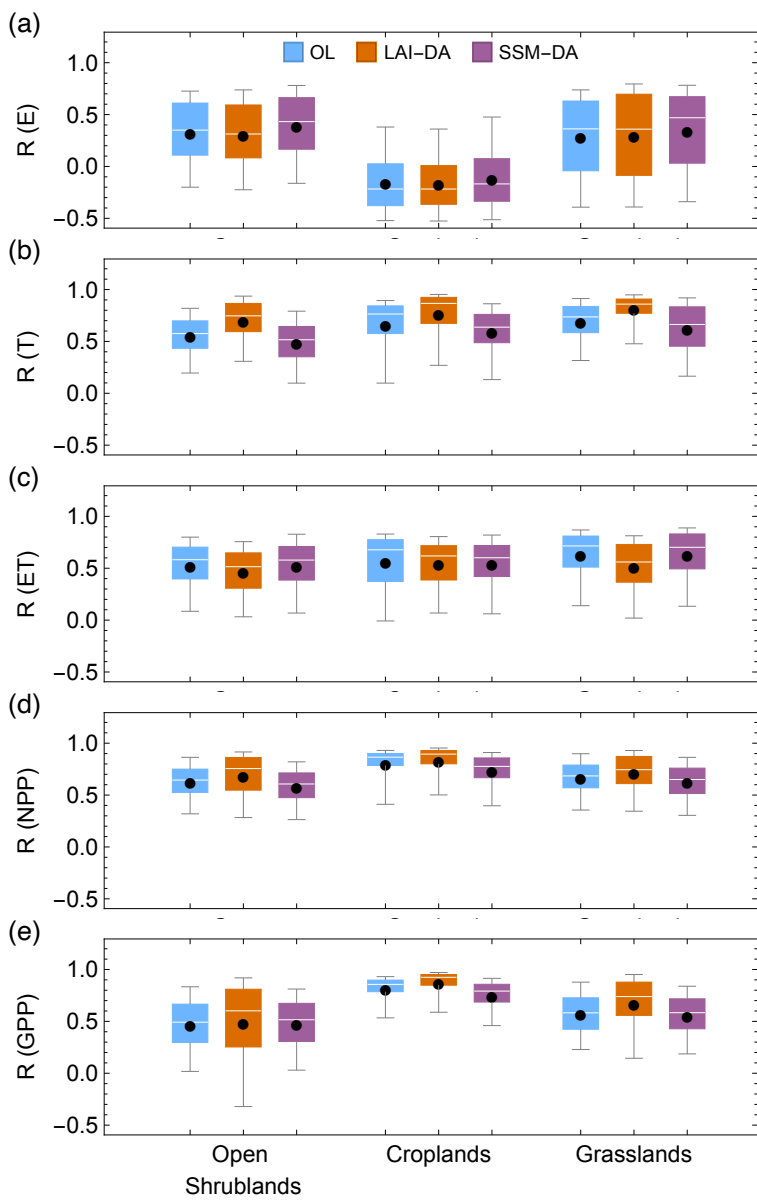 (a)
OL LAI-DA SSM-DA
1.0
0.5
0.0
−0.5
R (E)
(b)
1.0
0.5
0.0
−0.5
R (T)
(c)
1.0
0.5
0.0
−0.5
R (ET)
(d)
1.0
0.5
0.0
−0.5
R (NPP)
(e)
1.0
0.5
0.0
−0.5
R (GPP)
Open Croplands Grasslands
Shrublands